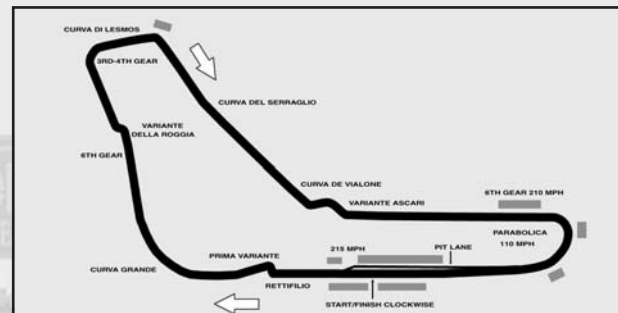 CURVA DI LESMOS
3RD-4TH GEAR
CURVA DEL SERRAGLIO
VARIANTE
DELLA ROGGIA
6TH GEAR
CURVA DE VIALONE
6TH GEAR 210 MPH
VARIANTE ASCARI
PARABOLICA
110 MPH
PRIMA VARIANTE
215 MPH
PIT LANE
CURVA GRANDE
RETTIFILIO
START/FINISH CLOCKWISE